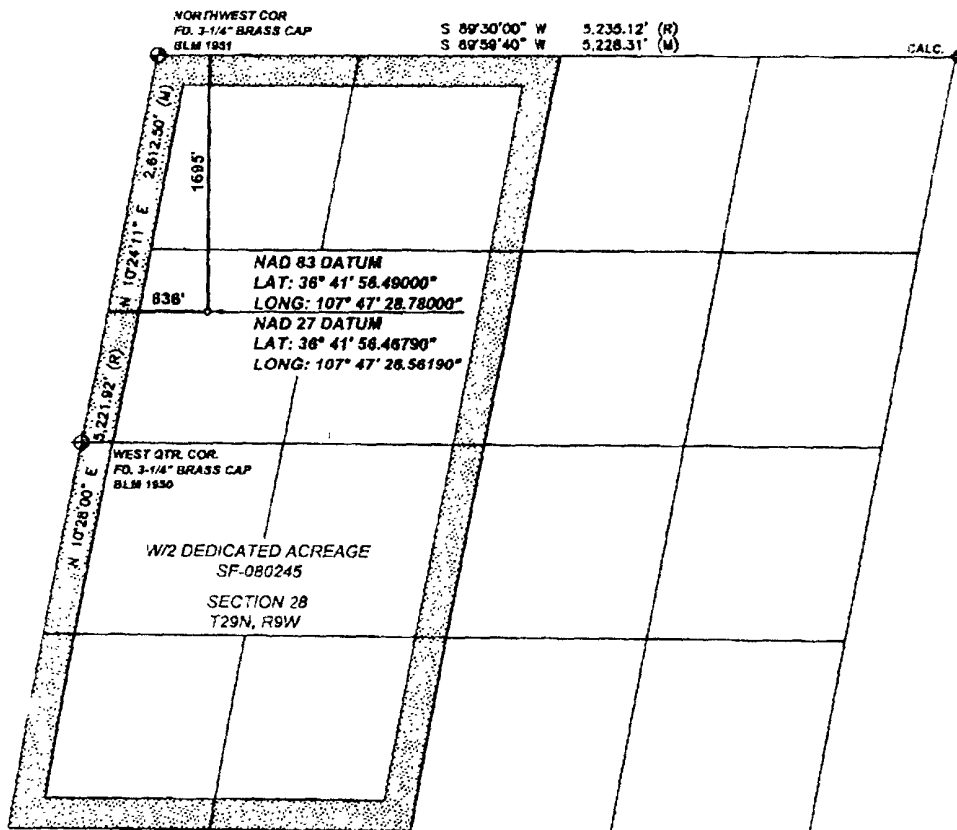 NORTHWEST COR
FD. 3-1/4" BRASS CAP
BLM 1931
S 89°30'00" W 5,235.12' (R)
S 89°59'40" W 5,228.31' (M)
CALC.
N 10°24'11" E 2,612.50' (M)
1695'
NAD 83 DATUM
LAT: 36° 41' 56.49000"
LONG: 107° 47' 28.78000"
836'
NAD 27 DATUM
LAT: 36° 41' 56.46790"
LONG: 107° 47' 26.56190"
N 10°28'00" E 5,221.92' (R)
WEST QTR. COR.
FD. 3-1/4" BRASS CAP
BLM 1930
W/2 DEDICATED ACREAGE
SF-080245
SECTION 28
T29N, R9W